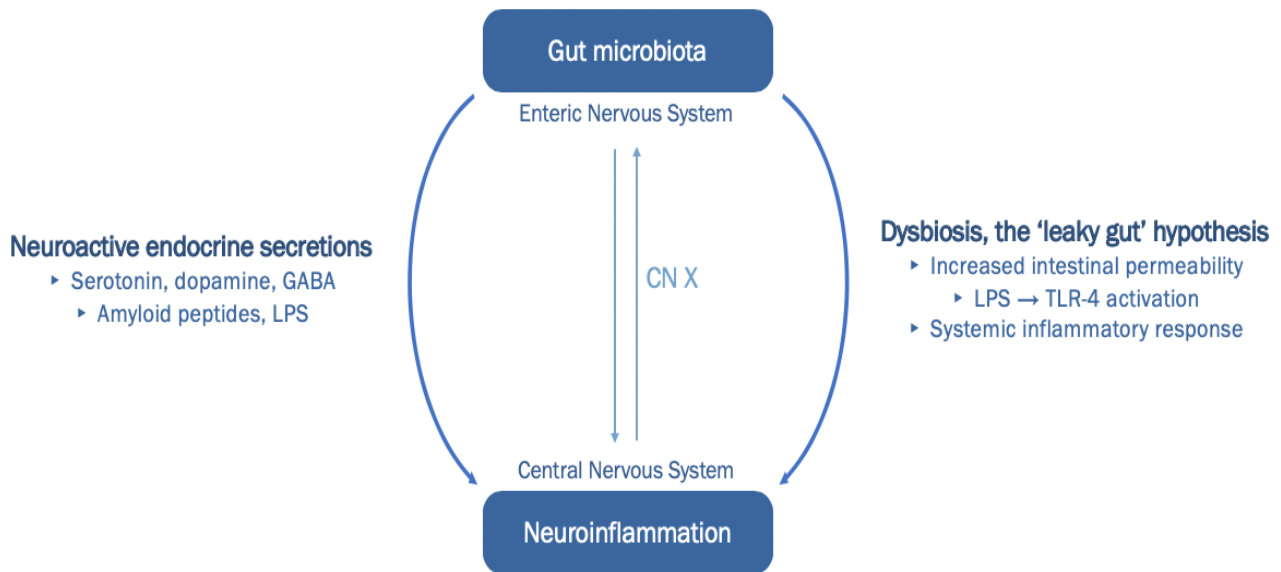 Gut microbiota
Enteric Nervous System
Neuroactive endocrine secretions
‣ Serotonin, dopamine, GABA
‣ Amyloid peptides, LPS
CN X
Dysbiosis, the ‘leaky gut’ hypothesis
‣ Increased intestinal permeability
‣ LPS → TLR-4 activation
‣ Systemic inflammatory response
Central Nervous System
Neuroinflammation